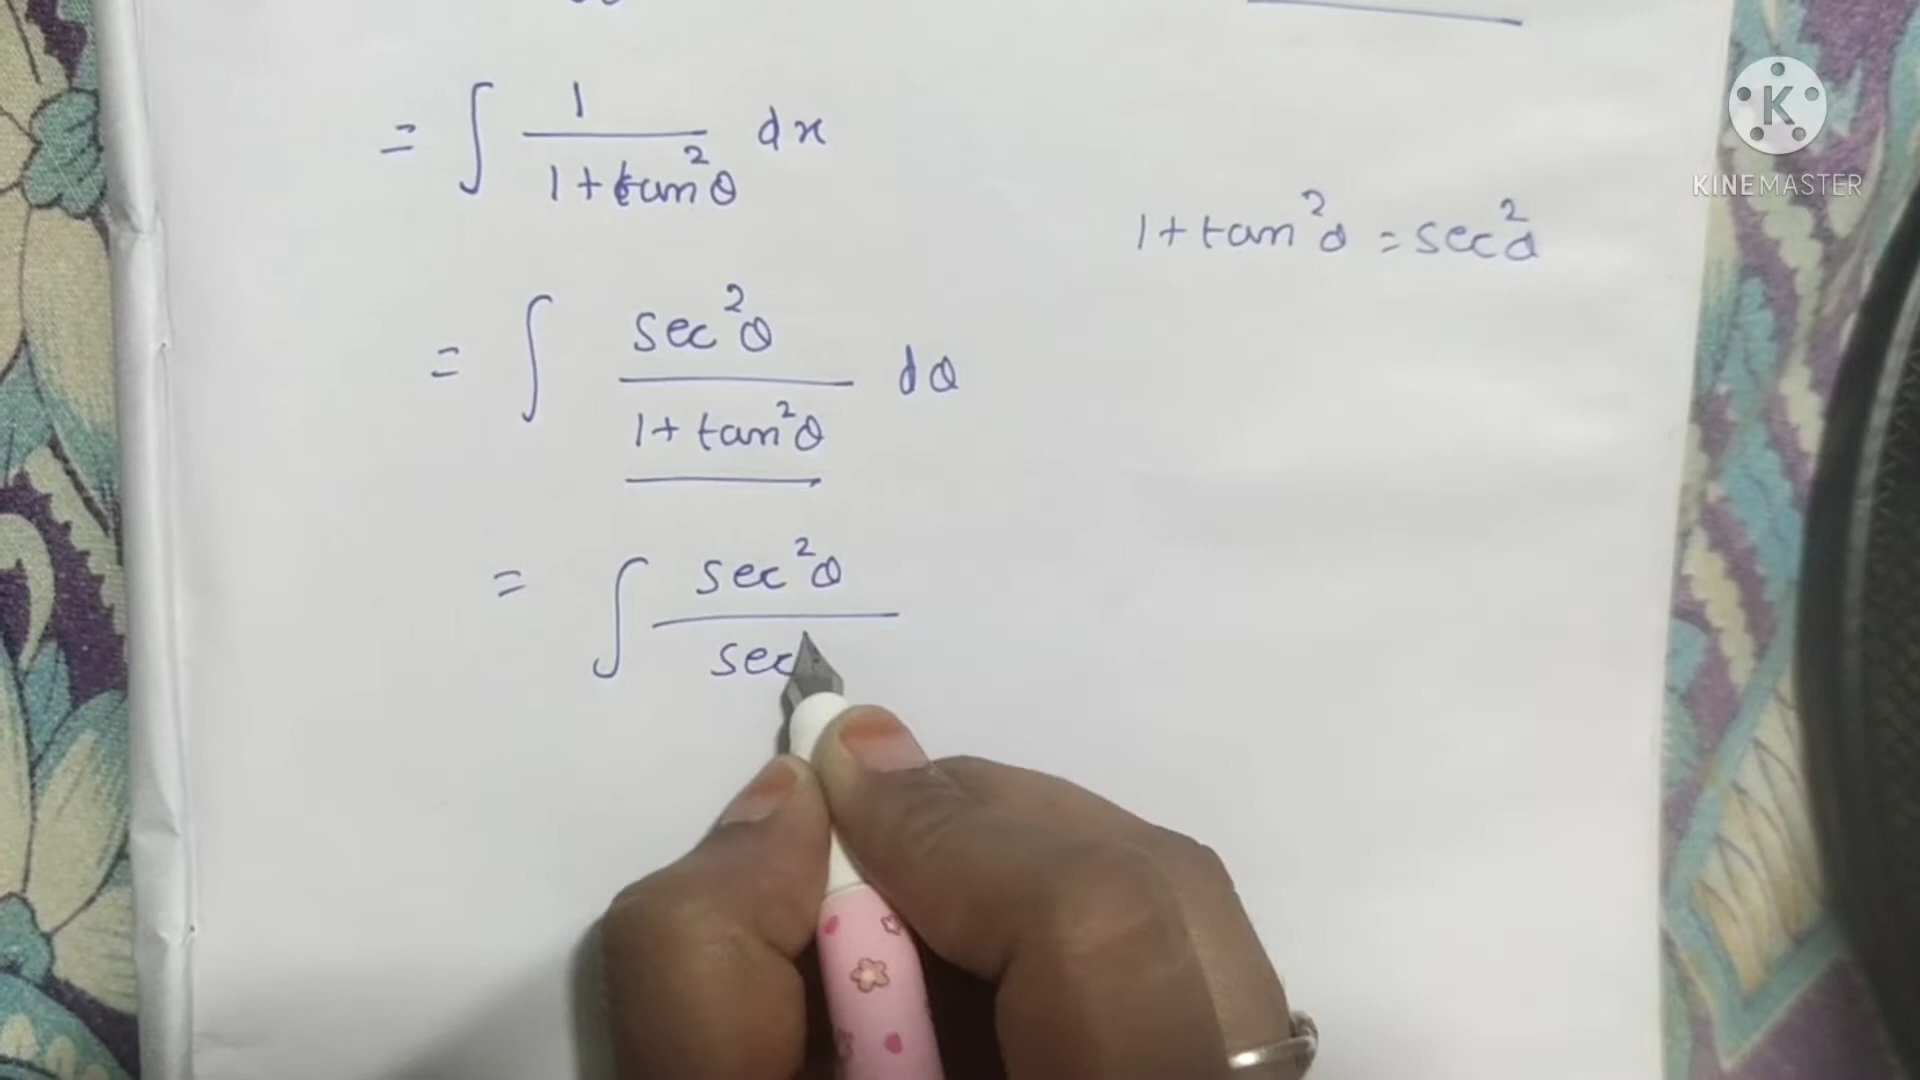 = ∫ 1 / (1 + tan²θ) dx
K
KINEMASTER
1 + tan²θ = sec²θ
= ∫ sec²θ / (1 + tan²θ) dθ
= ∫ sec²θ / sec